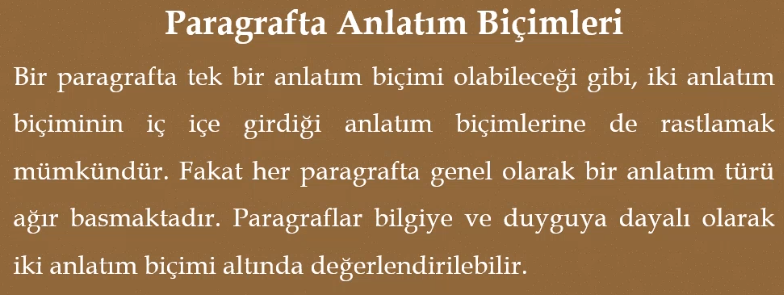 Paragrafta Anlatım Biçimleri
Bir paragrafta tek bir anlatım biçimi olabileceği gibi, iki anlatım
biçiminin iç içe girdiği anlatım biçimlerine de rastlamak
mümkündür. Fakat her paragrafta genel olarak bir anlatım türü
ağır basmaktadır. Paragraflar bilgiye ve duyguya dayalı olarak
iki anlatım biçimi altında değerlendirilebilir.